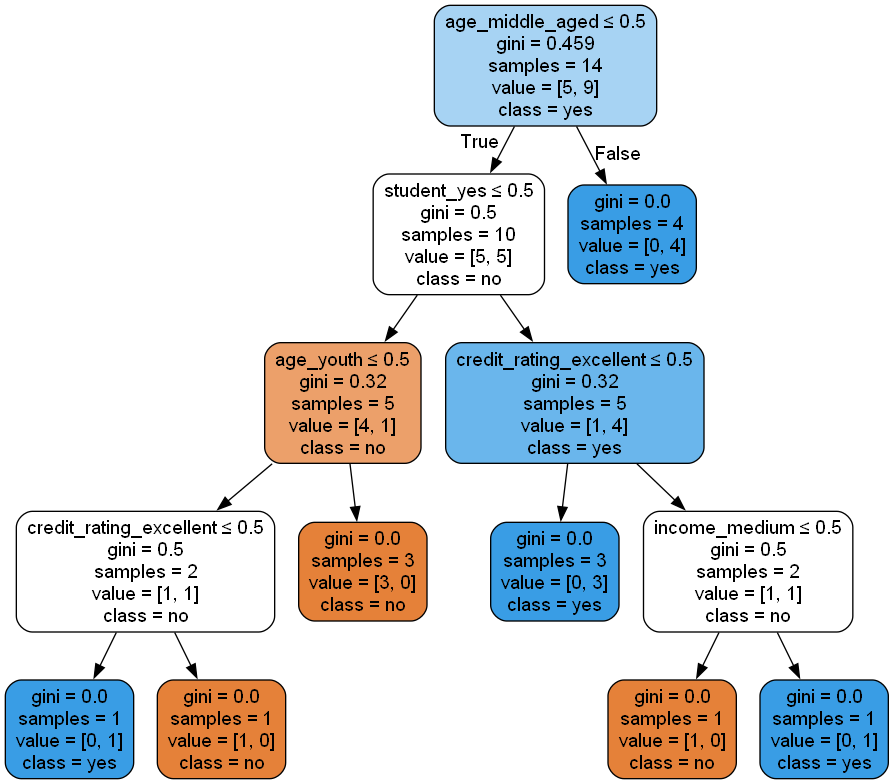 age_middle_aged ≤ 0.5
gini = 0.459
samples = 14
value = [5, 9]
class = yes
True
False
student_yes ≤ 0.5
gini = 0.5
samples = 10
value = [5, 5]
class = no
gini = 0.0
samples = 4
value = [0, 4]
class = yes
age_youth ≤ 0.5
gini = 0.32
samples = 5
value = [4, 1]
class = no
credit_rating_excellent ≤ 0.5
gini = 0.32
samples = 5
value = [1, 4]
class = yes
credit_rating_excellent ≤ 0.5
gini = 0.5
samples = 2
value = [1, 1]
class = no
gini = 0.0
samples = 3
value = [3, 0]
class = no
gini = 0.0
samples = 3
value = [0, 3]
class = yes
income_medium ≤ 0.5
gini = 0.5
samples = 2
value = [1, 1]
class = no
gini = 0.0
samples = 1
value = [0, 1]
class = yes
gini = 0.0
samples = 1
value = [1, 0]
class = no
gini = 0.0
samples = 1
value = [1, 0]
class = no
gini = 0.0
samples = 1
value = [0, 1]
class = yes